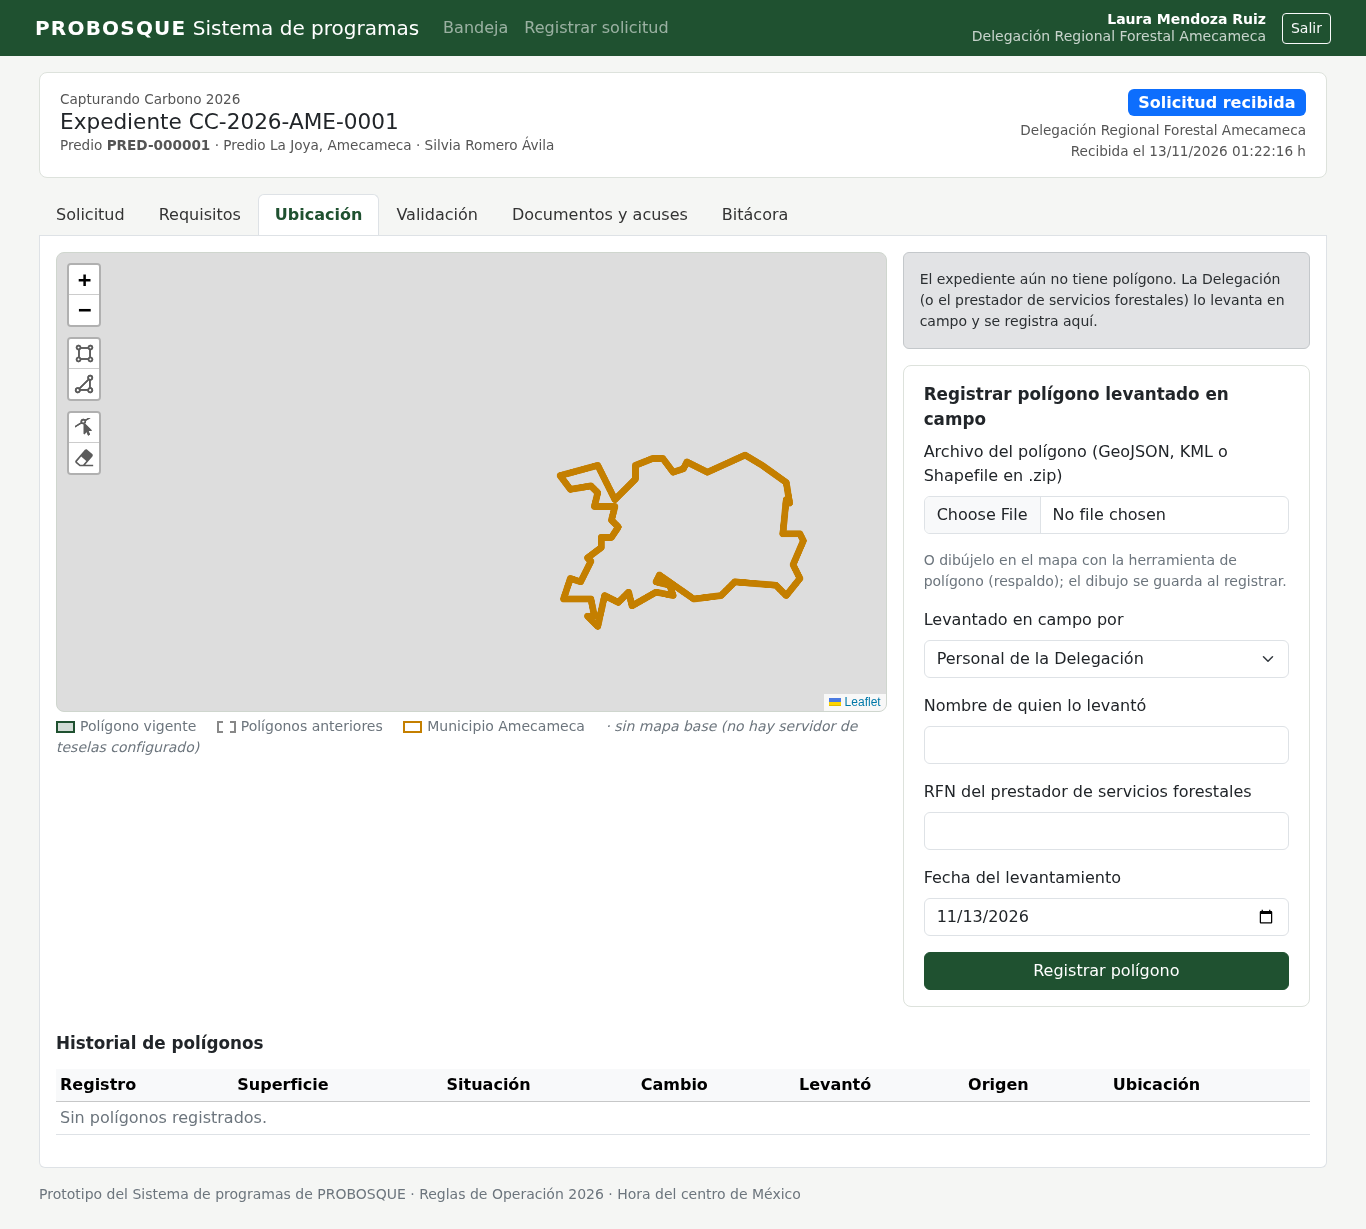 PROBOSQUE Sistema de programas
Bandeja
Registrar solicitud
Laura Mendoza Ruiz
Delegación Regional Forestal Amecameca
Salir
Capturando Carbono 2026
Expediente CC-2026-AME-0001
Predio PRED-000001 · Predio La Joya, Amecameca · Silvia Romero Ávila
Solicitud recibida
Delegación Regional Forestal Amecameca
Recibida el 13/11/2026 01:22:16 h
Solicitud
Requisitos
Ubicación
Validación
Documentos y acuses
Bitácora
+
−
Leaflet
Polígono vigente
Polígonos anteriores
Municipio Amecameca
· sin mapa base (no hay servidor de
teselas configurado)
El expediente aún no tiene polígono. La Delegación
(o el prestador de servicios forestales) lo levanta en
campo y se registra aquí.
Registrar polígono levantado en
campo
Archivo del polígono (GeoJSON, KML o
Shapefile en .zip)
Choose File
No file chosen
O dibújelo en el mapa con la herramienta de
polígono (respaldo); el dibujo se guarda al registrar.
Levantado en campo por
Personal de la Delegación
Nombre de quien lo levantó
RFN del prestador de servicios forestales
Fecha del levantamiento
11/13/2026
Registrar polígono
Historial de polígonos
Registro
Superficie
Situación
Cambio
Levantó
Origen
Ubicación
Sin polígonos registrados.
Prototipo del Sistema de programas de PROBOSQUE · Reglas de Operación 2026 · Hora del centro de México